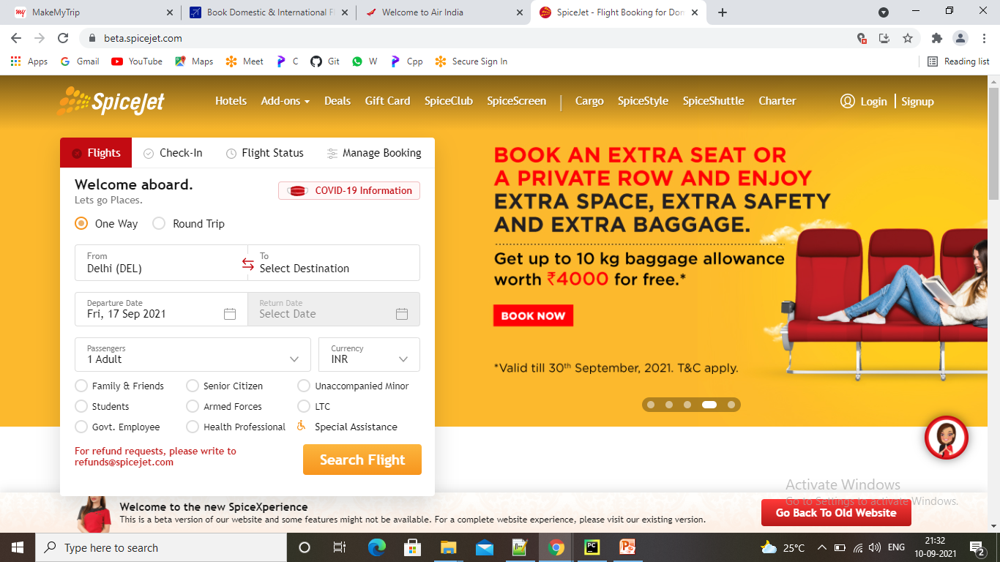 MakeMyTrip
Book Domestic & International Fl
Welcome to Air India
SpiceJet - Flight Booking for Dom
beta.spicejet.com
Apps Gmail YouTube Maps Meet C Git W Cpp Secure Sign In Reading list
SpiceJet
Hotels Add-ons Deals Gift Card SpiceClub SpiceScreen | Cargo SpiceStyle SpiceShuttle Charter
Login | Signup
Flights Check-In Flight Status Manage Booking
Welcome aboard.
Lets go Places.
COVID-19 Information
One Way Round Trip
From
Delhi (DEL)
To
Select Destination
Departure Date
Fri, 17 Sep 2021
Return Date
Select Date
Passengers
1 Adult
Currency
INR
Family & Friends Senior Citizen Unaccompanied Minor
Students Armed Forces LTC
Govt. Employee Health Professional Special Assistance
For refund requests, please write to
refunds@spicejet.com
Search Flight
BOOK AN EXTRA SEAT OR
A PRIVATE ROW AND ENJOY
EXTRA SPACE, EXTRA SAFETY
AND EXTRA BAGGAGE.
Get up to 10 kg baggage allowance
worth ₹4000 for free.*
BOOK NOW
*Valid till 30th September, 2021. T&C apply.
Activate Windows
Go to Settings to activate Windows.
Welcome to the new SpiceXperience
This is a beta version of our website and some features might not be available. For a complete website experience, please visit our existing version.
Go Back To Old Website
Type here to search
25°C
ENG
21:32
10-09-2021
2